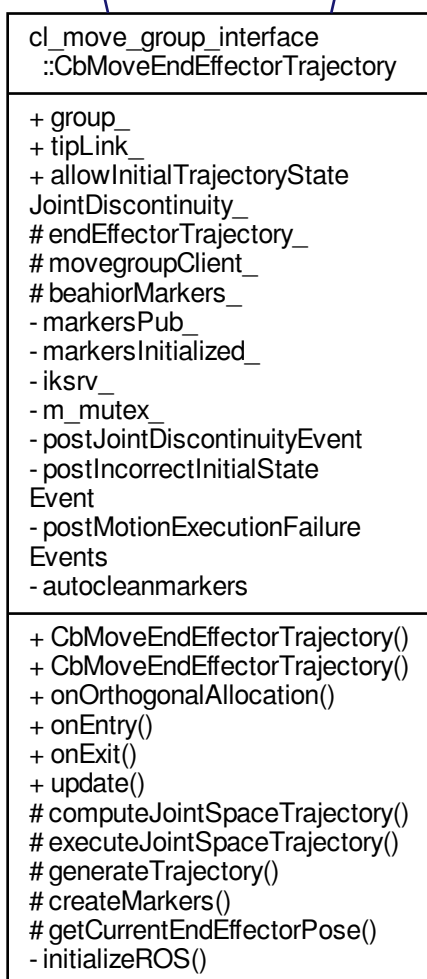 cl_move_group_interface
::CbMoveEndEffectorTrajectory
+ group_
+ tipLink_
+ allowInitialTrajectoryState
JointDiscontinuity_
# endEffectorTrajectory_
# movegroupClient_
# beahiorMarkers_
- markersPub_
- markersInitialized_
- iksrv_
- m_mutex_
- postJointDiscontinuityEvent
- postIncorrectInitialState
Event
- postMotionExecutionFailure
Events
- autocleanmarkers
+ CbMoveEndEffectorTrajectory()
+ CbMoveEndEffectorTrajectory()
+ onOrthogonalAllocation()
+ onEntry()
+ onExit()
+ update()
# computeJointSpaceTrajectory()
# executeJointSpaceTrajectory()
# generateTrajectory()
# createMarkers()
# getCurrentEndEffectorPose()
- initializeROS()